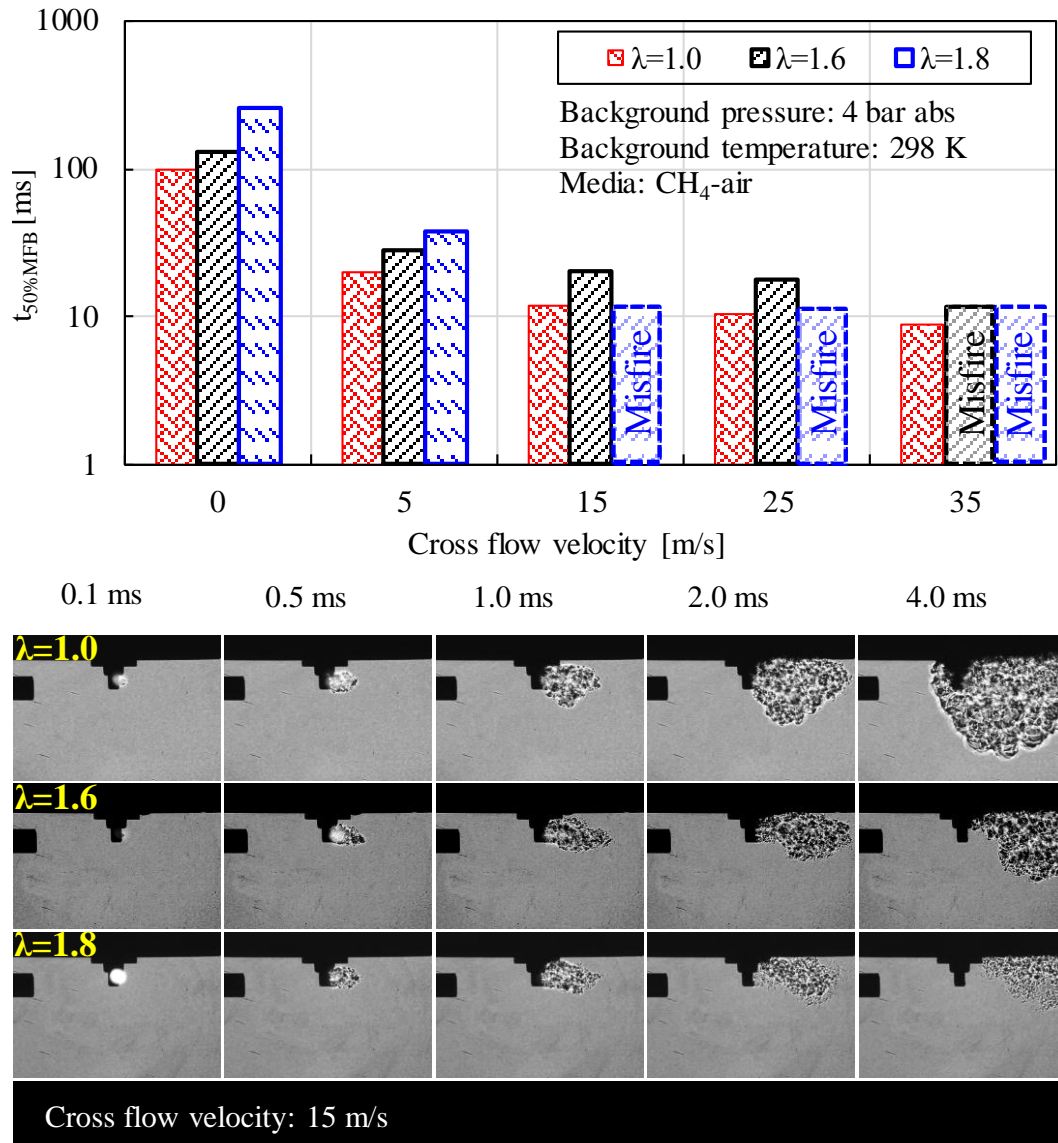 1000
100
10
1
t50%MFB [ms]
λ=1.0 λ=1.6 λ=1.8
Background pressure: 4 bar abs
Background temperature: 298 K
Media: CH4-air
Misfire Misfire Misfire Misfire
0 5 15 25 35
Cross flow velocity [m/s]
0.1 ms 0.5 ms 1.0 ms 2.0 ms 4.0 ms
λ=1.0
λ=1.6
λ=1.8
Cross flow velocity: 15 m/s